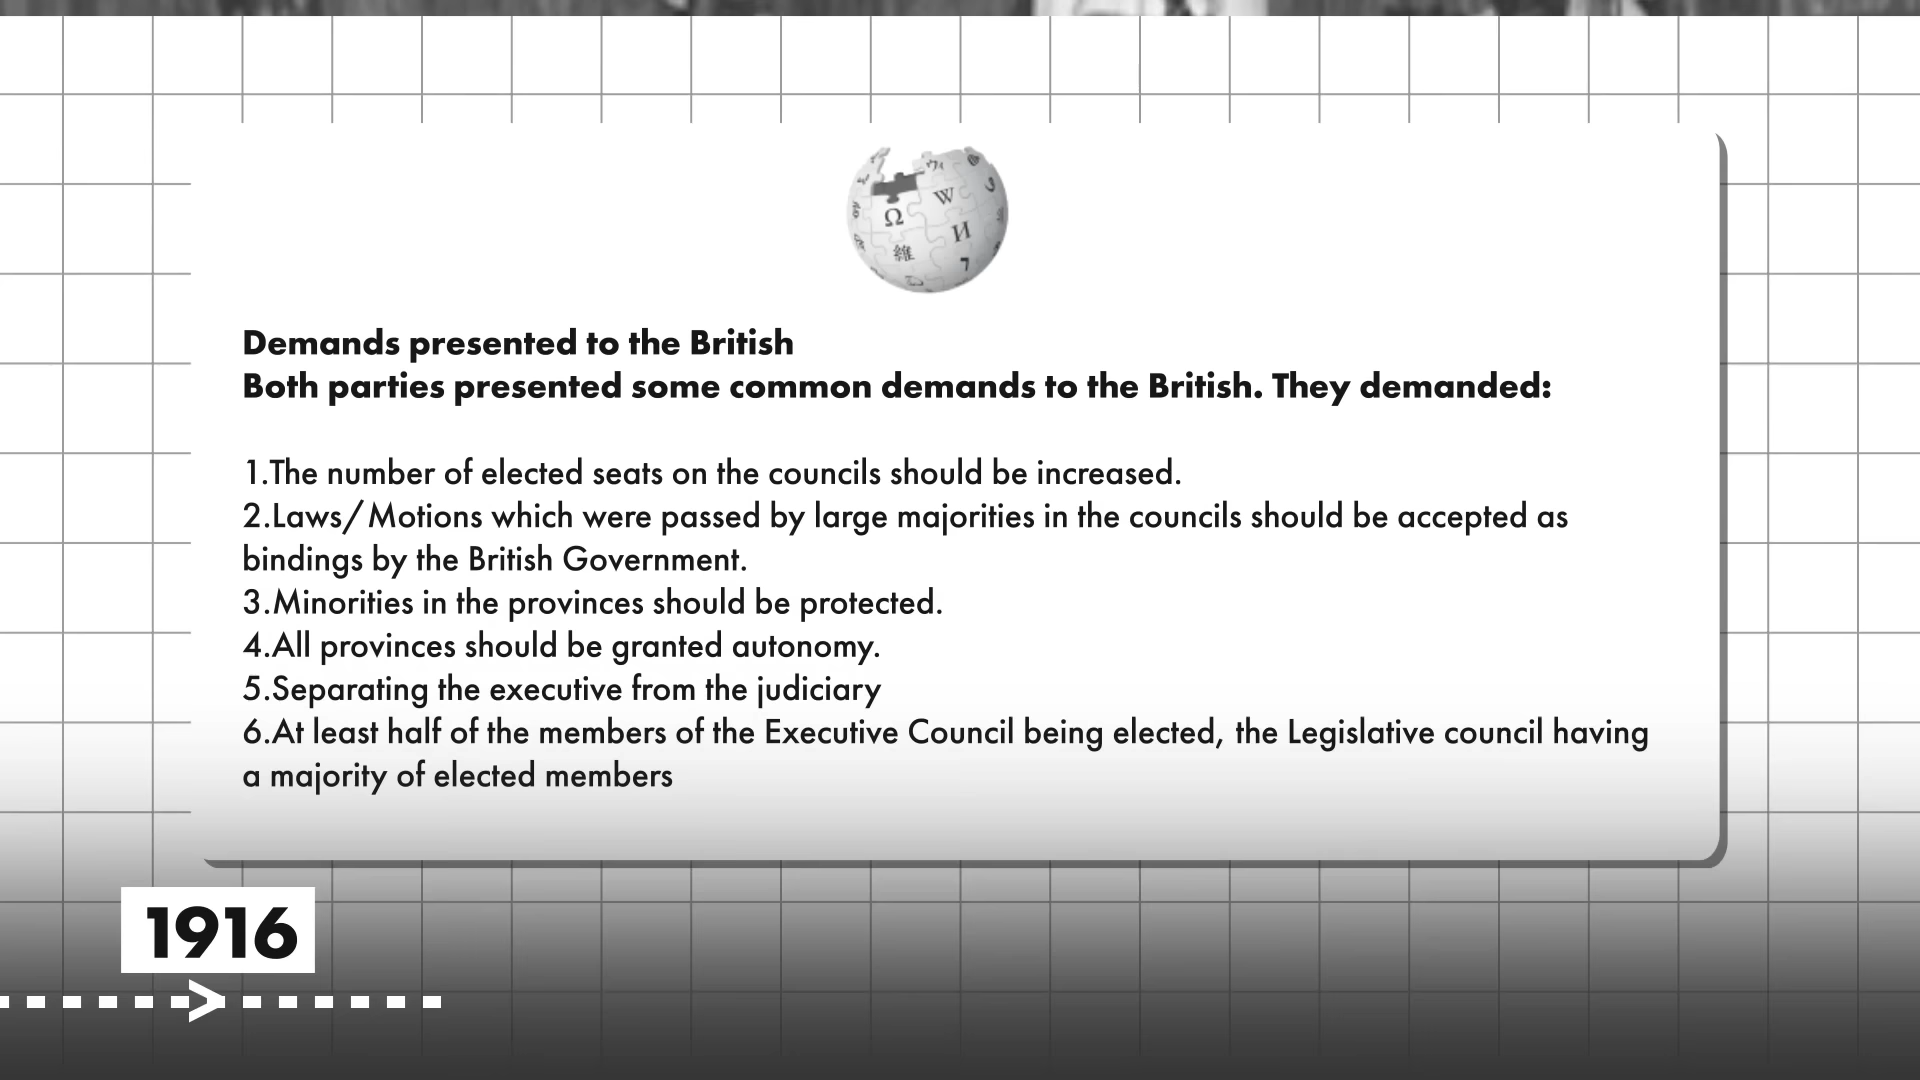 Ω W И 維 ウィ
Demands presented to the British
Both parties presented some common demands to the British. They demanded:
1.The number of elected seats on the councils should be increased.
2.Laws/Motions which were passed by large majorities in the councils should be accepted as
bindings by the British Government.
3.Minorities in the provinces should be protected.
4.All provinces should be granted autonomy.
5.Separating the executive from the judiciary
6.At least half of the members of the Executive Council being elected, the Legislative council having
a majority of elected members
1916